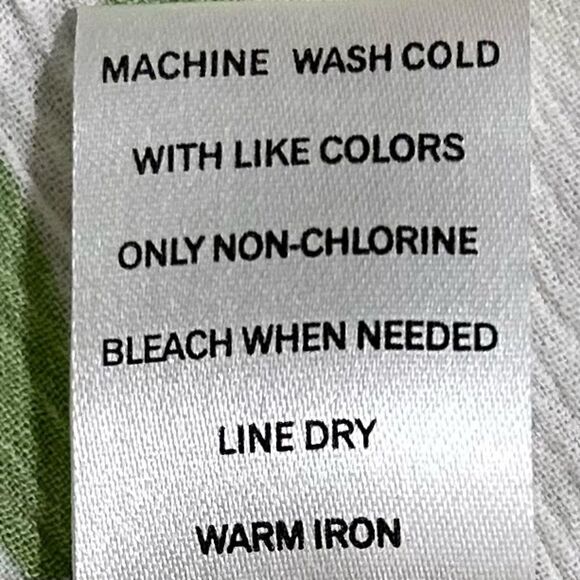 MACHINE WASH COLD
WITH LIKE COLORS
ONLY NON-CHLORINE
BLEACH WHEN NEEDED
LINE DRY
WARM IRON